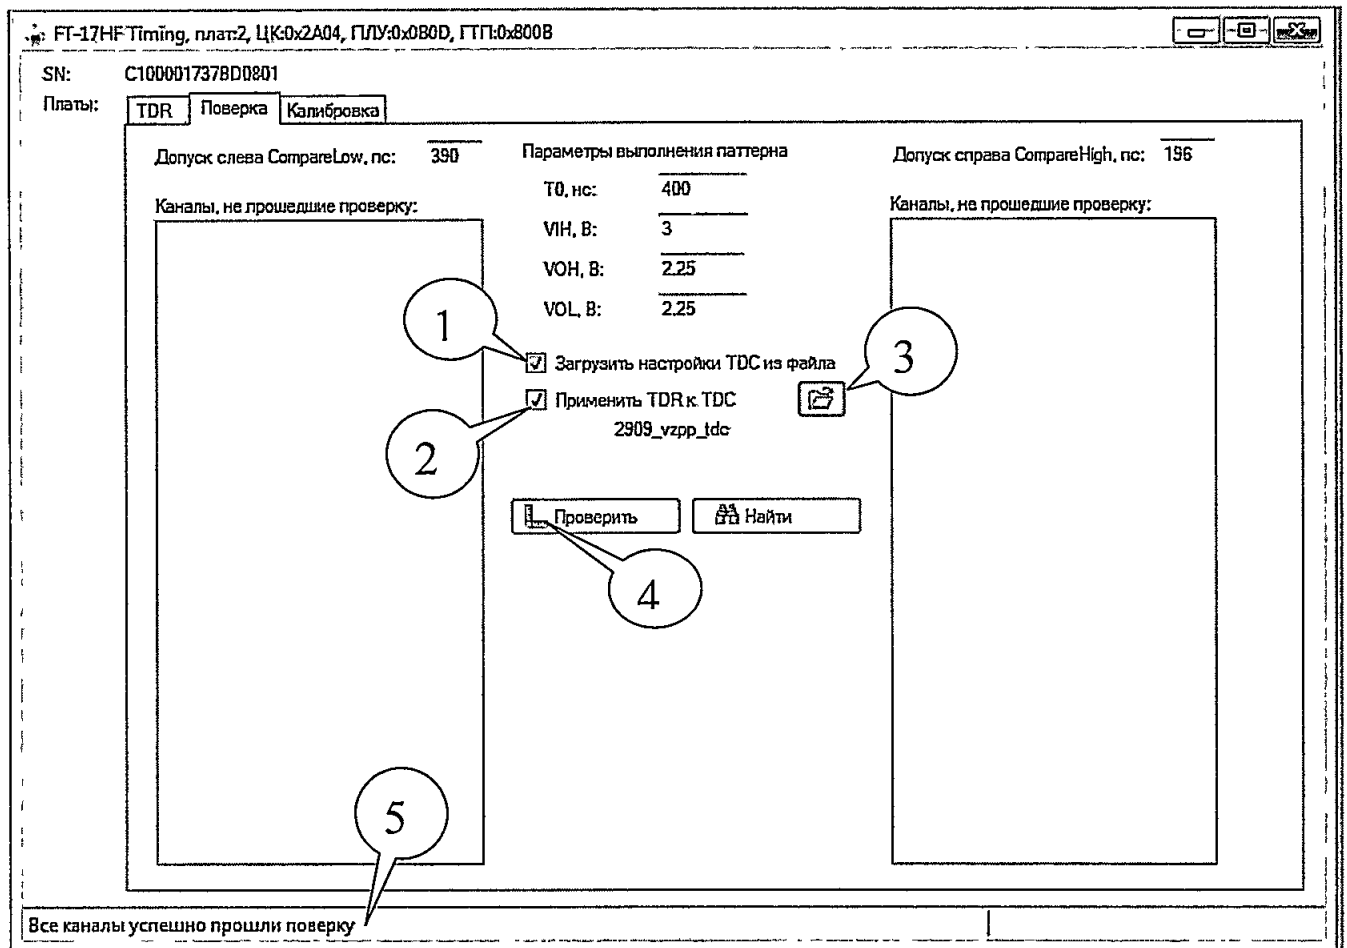 FT-17HF Timing, плат:2, ЦК:0x2A04, ПЛУ:0x0B0D, ГТП:0x800B
SN: C100001737BD0801
Платы: TDR Поверка Калибровка
Допуск слева CompareLow, пс: 390
Параметры выполнения паттерна
Допуск справа CompareHigh, пс: 196
T0, нс: 400
Каналы, не прошедшие проверку:
Каналы, не прошедшие проверку:
VIH, В: 3
VOH, В: 2.25
VOL, В: 2.25
1
Загрузить настройки TDC из файла
3
Применить TDR к TDC
2909_vzpp_tdc
2
Проверить
Найти
4
5
Все каналы успешно прошли поверку